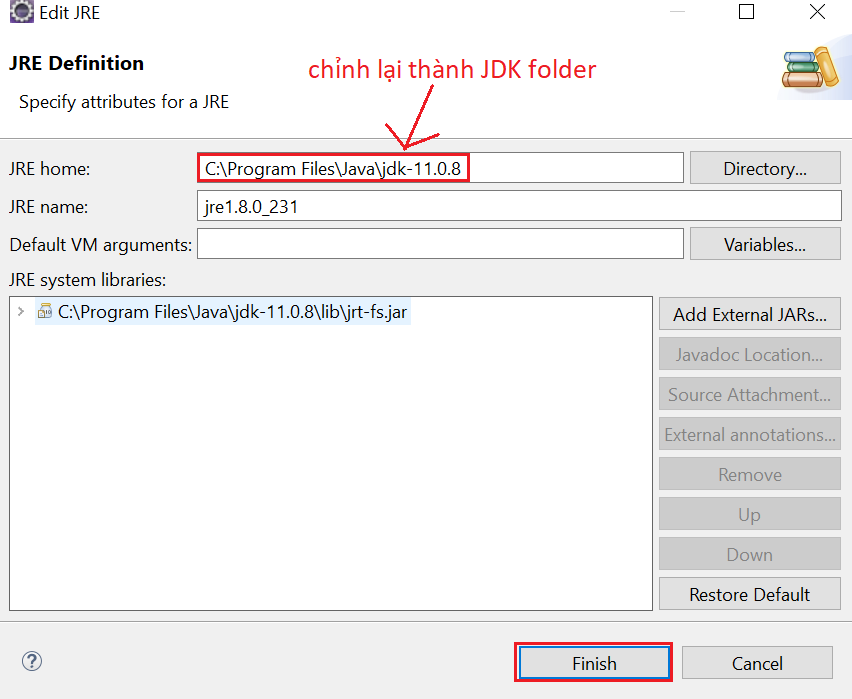 Edit JRE
JRE Definition
chỉnh lại thành JDK folder
Specify attributes for a JRE
JRE home:
C:\Program Files\Java\jdk-11.0.8
Directory...
JRE name:
jre1.8.0_231
Default VM arguments:
Variables...
JRE system libraries:
C:\Program Files\Java\jdk-11.0.8\lib\jrt-fs.jar
Add External JARs...
Javadoc Location...
Source Attachment...
External annotations...
Remove
Up
Down
Restore Default
?
Finish
Cancel